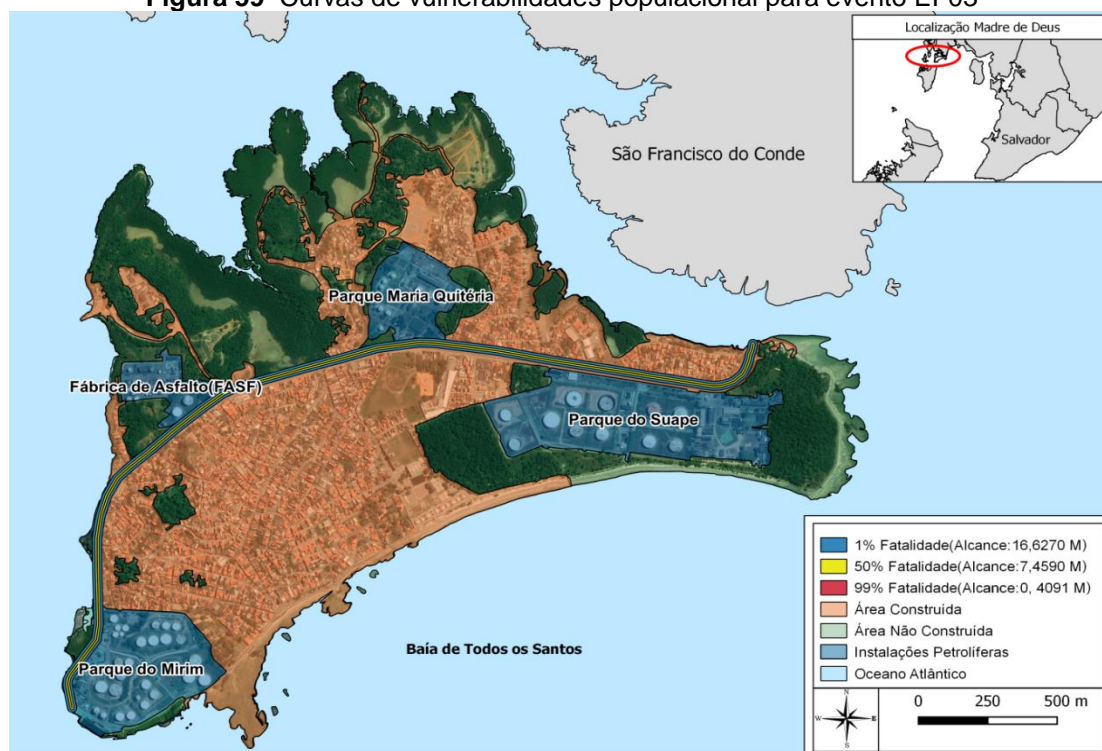 Figura 39 Curvas de vulnerabilidades populacional para evento EP03
Localização Madre de Deus
Salvador
São Francisco do Conde
Parque Maria Quitéria
Fábrica de Asfalto(FASF)
Parque do Suape
Parque do Mirim
Baía de Todos os Santos
1% Fatalidade(Alcance:16,6270 M)
50% Fatalidade(Alcance:7,4590 M)
99% Fatalidade(Alcance:0, 4091 M)
Área Construída
Área Não Construída
Instalações Petrolíferas
Oceano Atlântico
N
W E
S
0 250 500 m